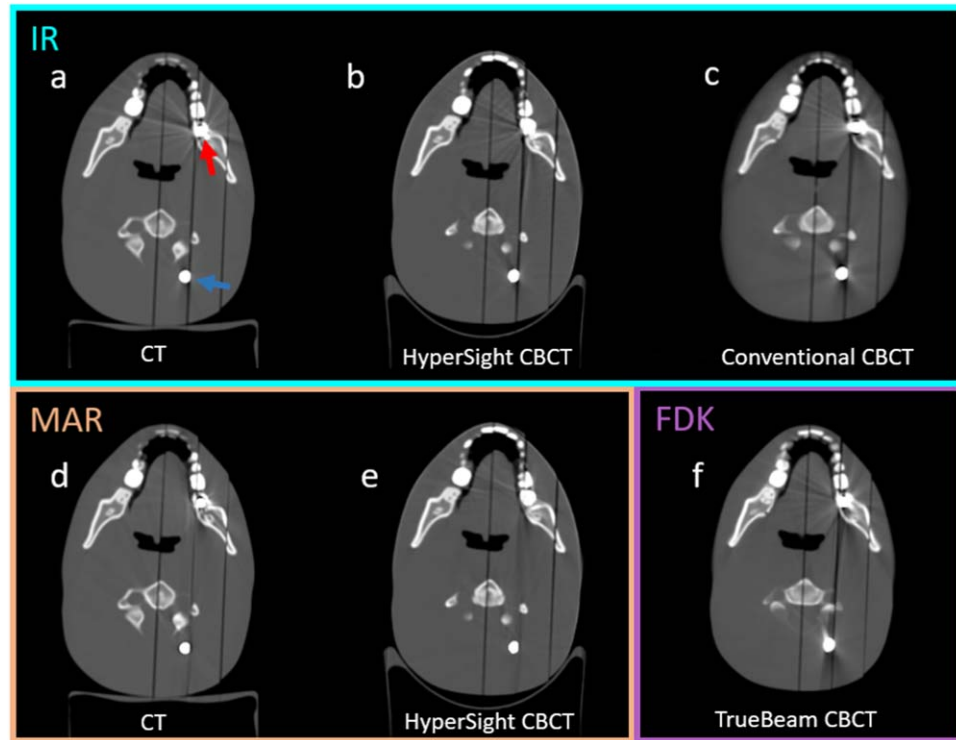 IR
a
b
c
CT
HyperSight CBCT
Conventional CBCT
MAR
FDK
d
e
f
CT
HyperSight CBCT
TrueBeam CBCT